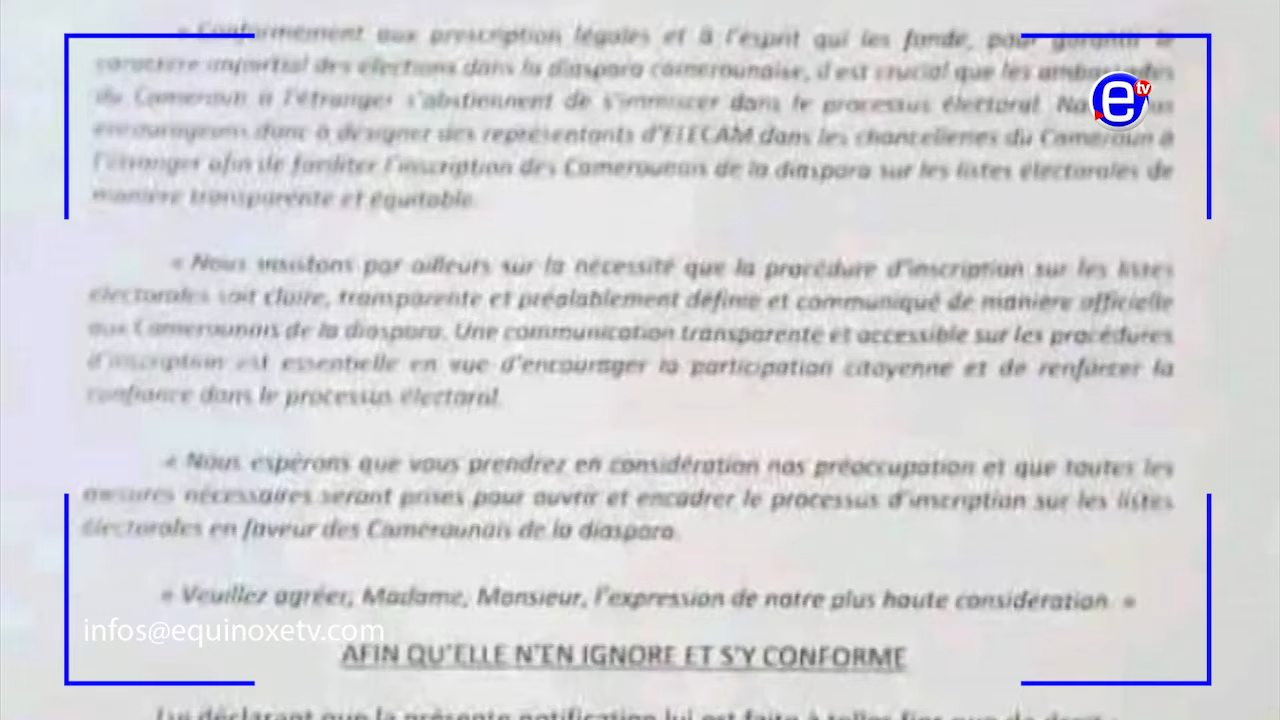 « Conformement aux prescription légales et à l'esprit qui les fonde, pour garantir le
caractère impartial des élections dans la diaspora camerounaise, il est crucial que les ambassades
du Cameroun à l'étranger s'abstiennent de s'immiscer dans le processus électoral.
encourageons donc à désigner des représentants d'ELECAM dans les chancelleries du Cameroun à
l'étranger afin de faciliter l'inscription des Camerounais de la diaspora sur les listes électorales de
manière transparente et équitable.
« Nous insistons par ailleurs sur la nécessité que la procédure d'inscription sur les listes
électorales soit claire, transparente et préalablement définie et communiqué de manière officielle
aux Camerounais de la diaspora. Une communication transparente et accessible sur les procédures
d'inscription est essentielle en vue d'encourager la participation citoyenne et de renforcer la
confiance dans le processus électoral.
« Nous espérons que vous prendrez en considération nos préoccupation et que toutes les
mesures nécessaires seront prises pour ouvrir et encadrer le processus d'inscription sur les listes
électorales en faveur des Camerounais de la diaspora.
« Veuillez agréer, Madame, Monsieur, l'expression de notre plus haute considération. »
AFIN QU'ELLE N'EN IGNORE ET S'Y CONFORME
e tv
infos@equinoxetv.com